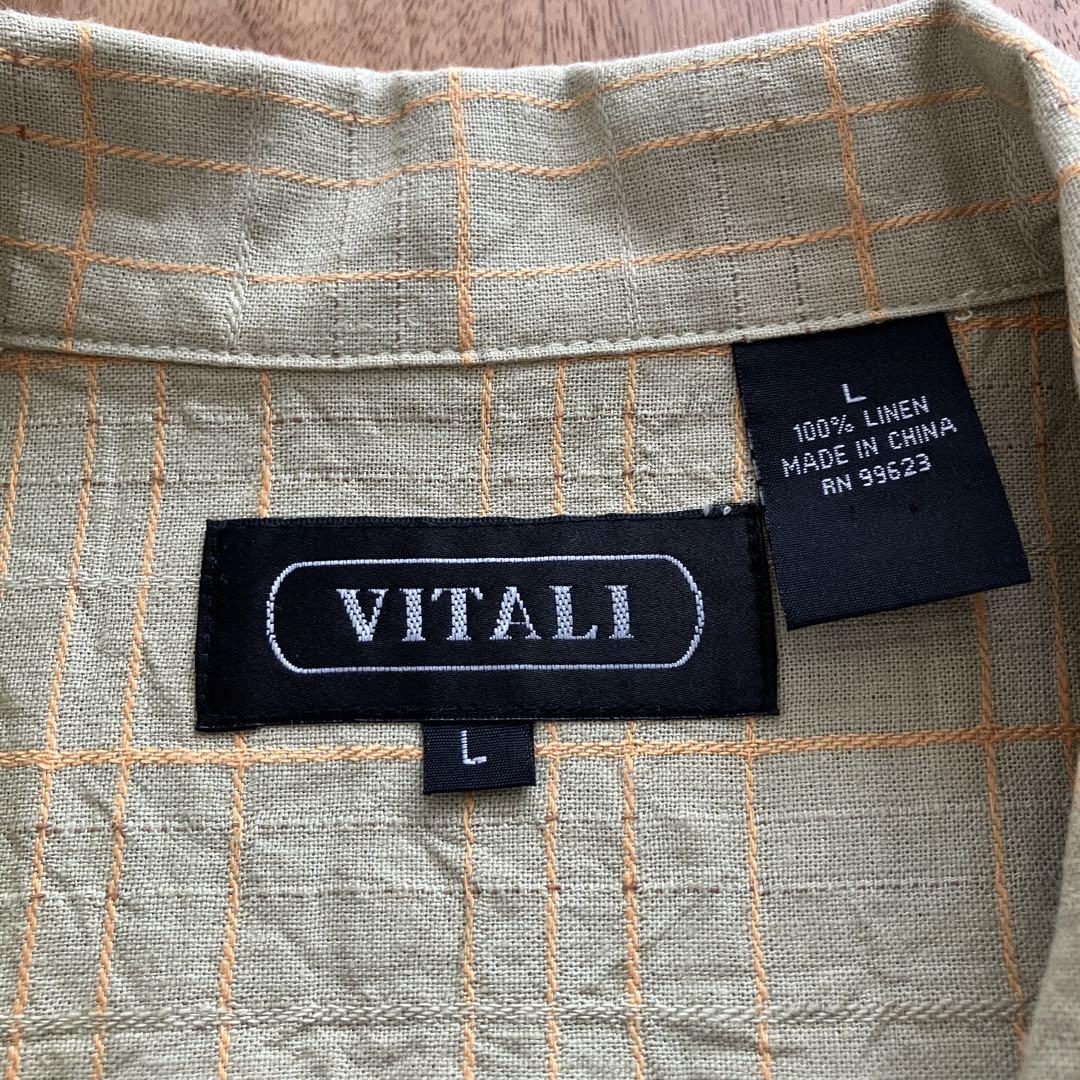 L
100% LINEN
MADE IN CHINA
RN 99623
VITALI
L